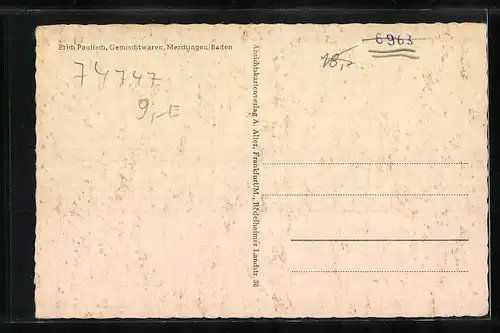 Erich Paulisch, Gemischtwaren, Merchingen/Baden
74747
9,-E
Ansichtskartenverlag A. Alter, Frankfurt/M., Rödelheimer Landstr. 30
6963
18,-